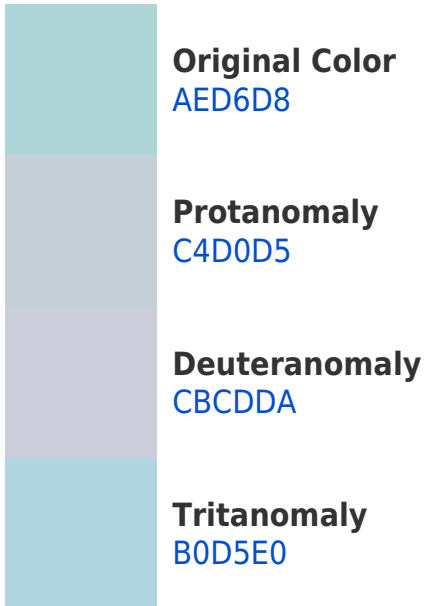 Original Color
AED6D8
Protanomaly
C4D0D5
Deuteranomaly
CBCDDA
Tritanomaly
B0D5E0